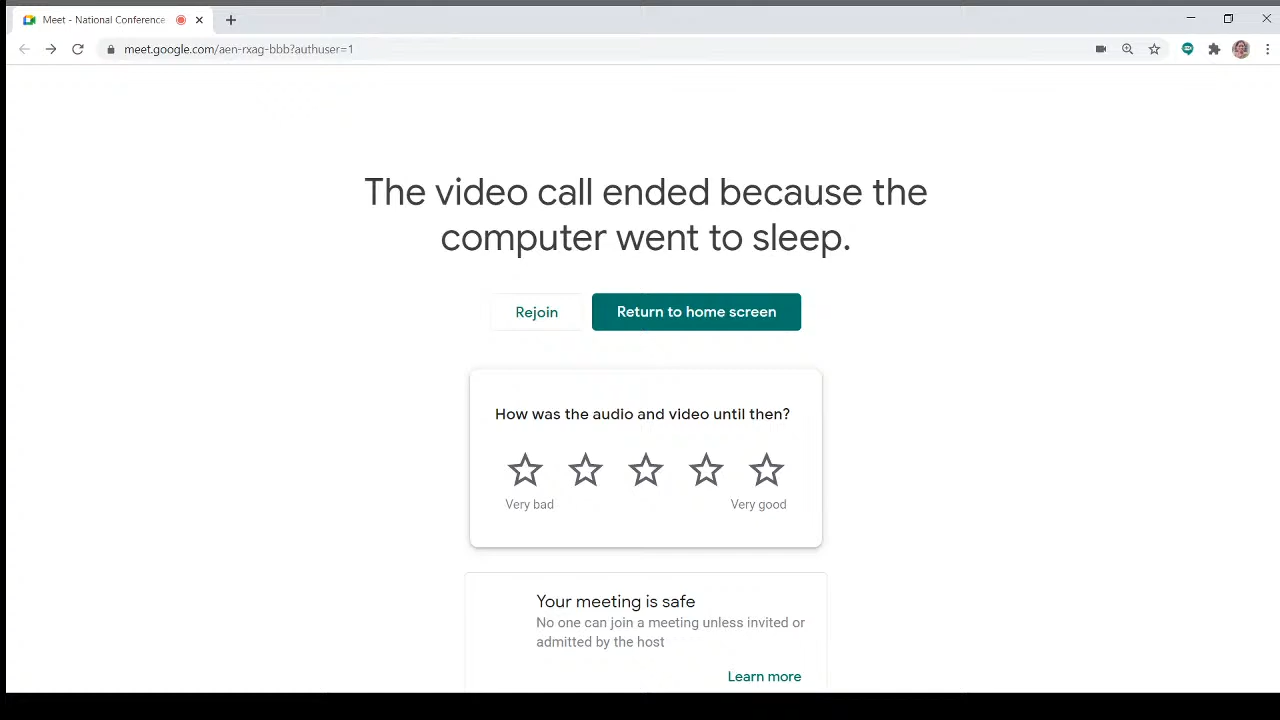 Meet - National Conference
meet.google.com/aen-rxag-bbb?authuser=1
The video call ended because the
computer went to sleep.
Rejoin
Return to home screen
How was the audio and video until then?
Very bad
Very good
Your meeting is safe
No one can join a meeting unless invited or
admitted by the host
Learn more